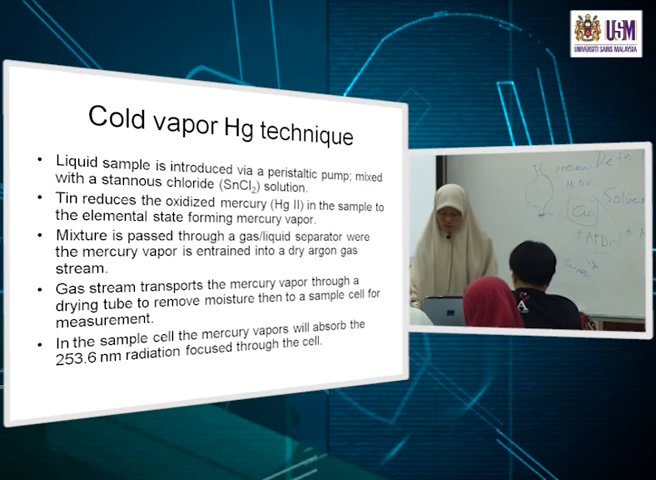 USM
UNIVERSITI SAINS MALAYSIA
Cold vapor Hg technique
• Liquid sample is introduced via a peristaltic pump; mixed
with a stannous chloride (SnCl2) solution.
• Tin reduces the oxidized mercury (Hg II) in the sample to
the elemental state forming mercury vapor.
• Mixture is passed through a gas/liquid separator were
the mercury vapor is entrained into a dry argon gas
stream.
• Gas stream transports the mercury vapor through a
drying tube to remove moisture then to a sample cell for
measurement.
• In the sample cell the mercury vapors will absorb the
253.6 nm radiation focused through the cell.
Solve
+ APDC